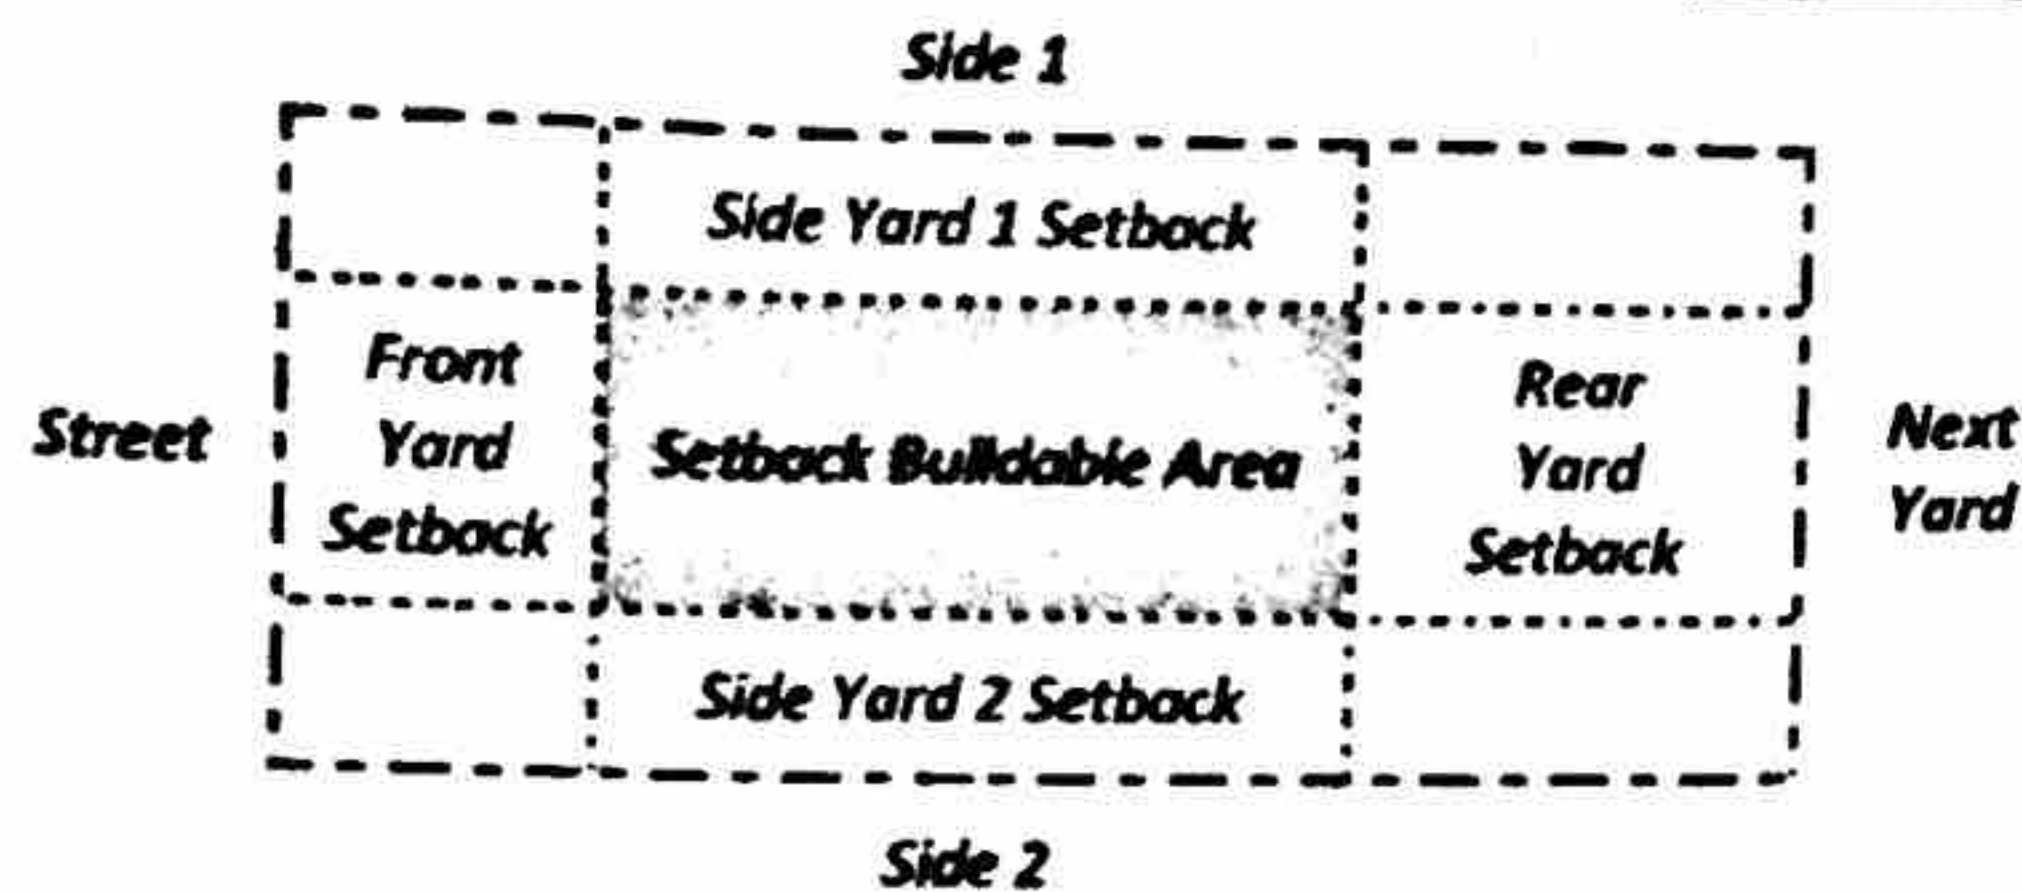 Side 1
Side Yard 1 Setback
Front
Yard
Setback
Street
Setback Buildable Area
Rear
Yard
Setback
Next
Yard
Side Yard 2 Setback
Side 2